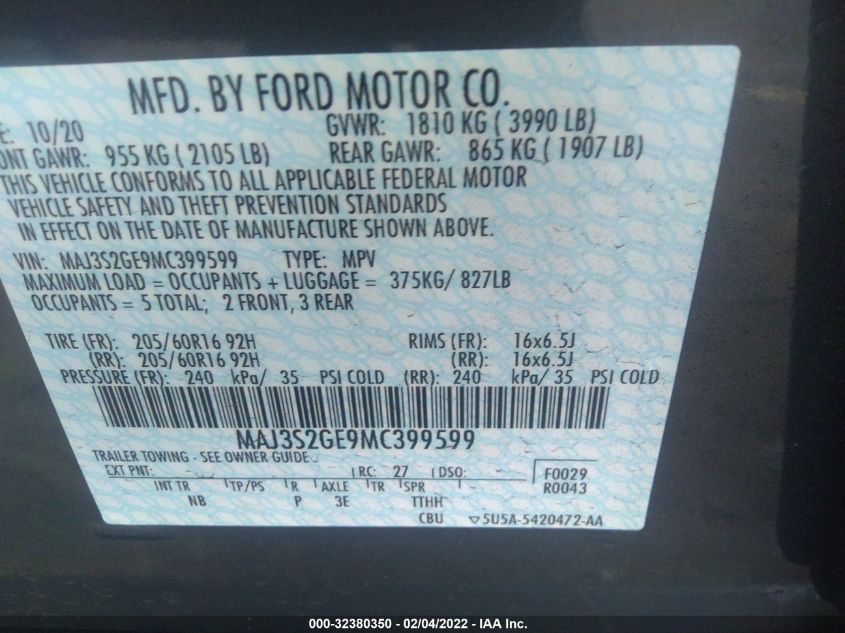 MFD. BY FORD MOTOR CO.
E: 10/20 GVWR: 1810 KG ( 3990 LB)
ONT GAWR: 955 KG ( 2105 LB) REAR GAWR: 865 KG ( 1907 LB)
THIS VEHICLE CONFORMS TO ALL APPLICABLE FEDERAL MOTOR
VEHICLE SAFETY AND THEFT PREVENTION STANDARDS
IN EFFECT ON THE DATE OF MANUFACTURE SHOWN ABOVE.
VIN: MAJ3S2GE9MC399599 TYPE: MPV
MAXIMUM LOAD = OCCUPANTS + LUGGAGE = 375KG/ 827LB
OCCUPANTS = 5 TOTAL; 2 FRONT, 3 REAR
TIRE (FR): 205/60R16 92H RIMS (FR): 16x6.5J
(RR): 205/60R16 92H (RR): 16x6.5J
PRESSURE (FR): 240 kPa/ 35 PSI COLD (RR): 240 kPa/ 35 PSI COLD
MAJ3S2GE9MC399599
TRAILER TOWING - SEE OWNER GUIDE
EXT PNT: - RC: 27 DSO: F0029
R0043
INT TR TP/PS R AXLE TR SPR -
NB P 3E TTHH
CBU ▽5U5A-5420472-AA
000-32380350 - 02/04/2022 - IAA Inc.